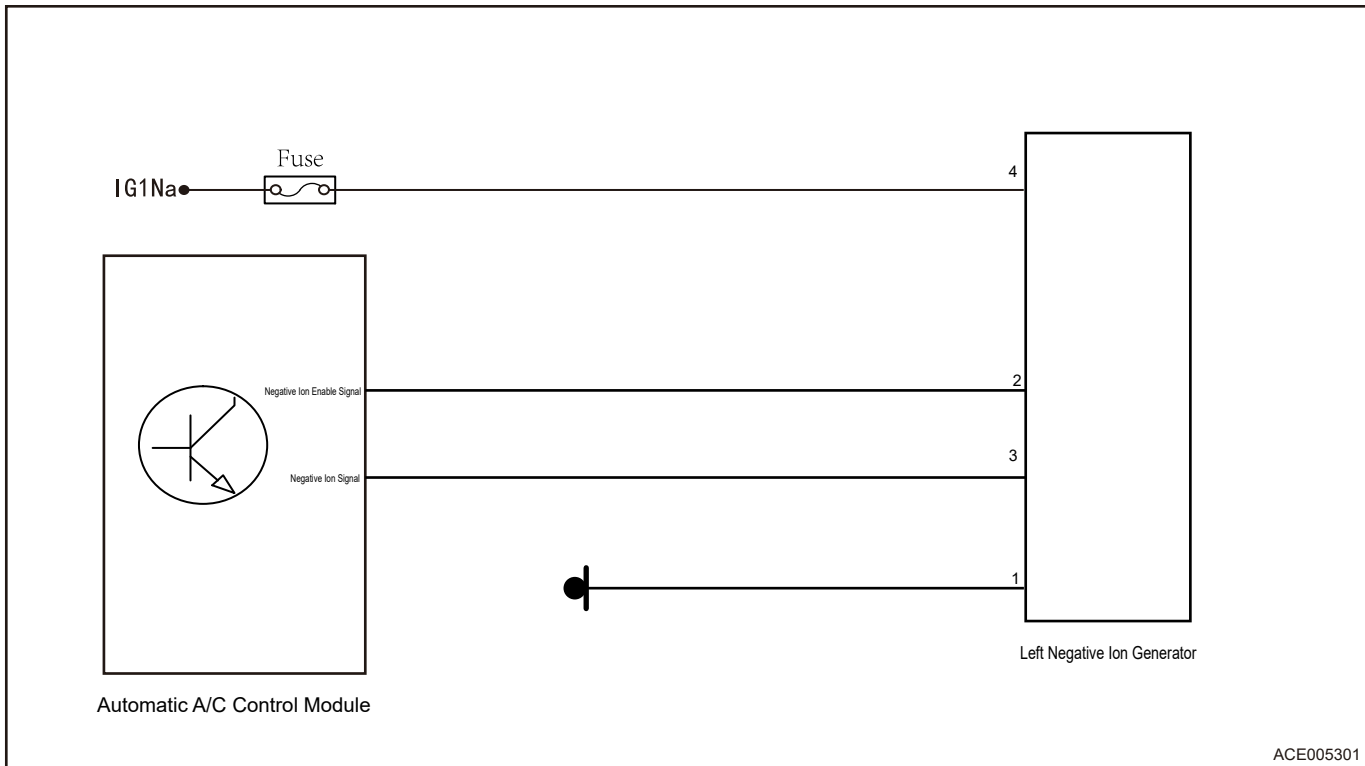 Fuse
IG1Na
4
Negative Ion Enable Signal
2
Negative Ion Signal
3
1
Left Negative Ion Generator
Automatic A/C Control Module
ACE005301